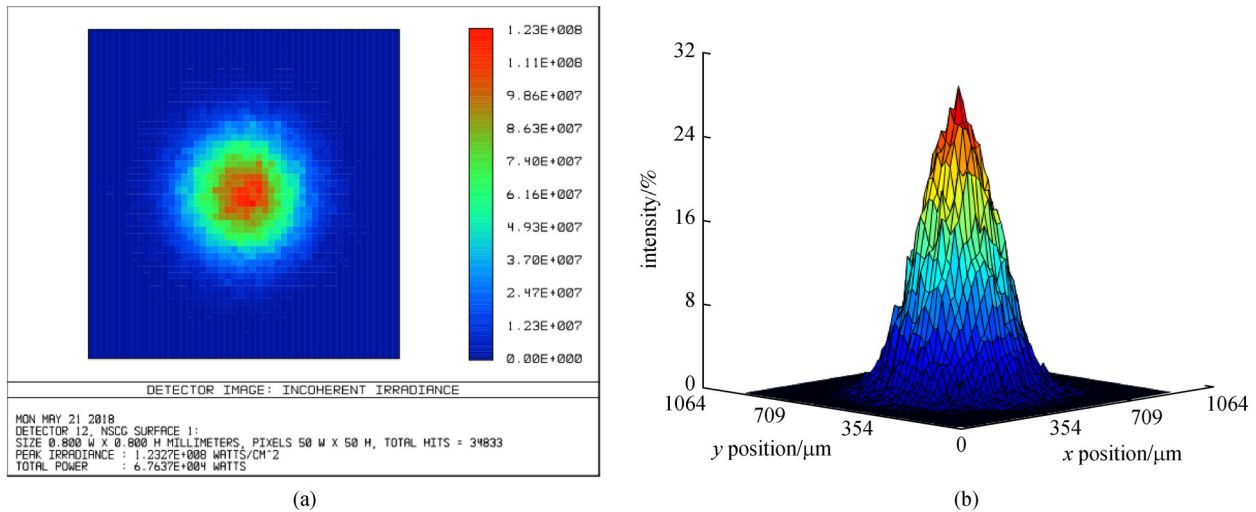 1.23E+008
1.11E+008
9.86E+007
8.63E+007
7.40E+007
6.16E+007
4.93E+007
3.70E+007
2.47E+007
1.23E+007
0.00E+000
DETECTOR IMAGE: INCOHERENT IRRADIANCE
MON MAY 21 2018
DETECTOR 12, NSCG SURFACE 1:
SIZE 0.800 W X 0.800 H MILLIMETERS, PIXELS 50 W X 50 H, TOTAL HITS = 34833
PEAK IRRADIANCE : 1.2327E+008 WATTS/CM^2
TOTAL POWER : 6.7637E+004 WATTS
(a)
32
24
16
8
0
intensity/%
1064
709
354
0
354
709
1064
y position/μm
x position/μm
(b)